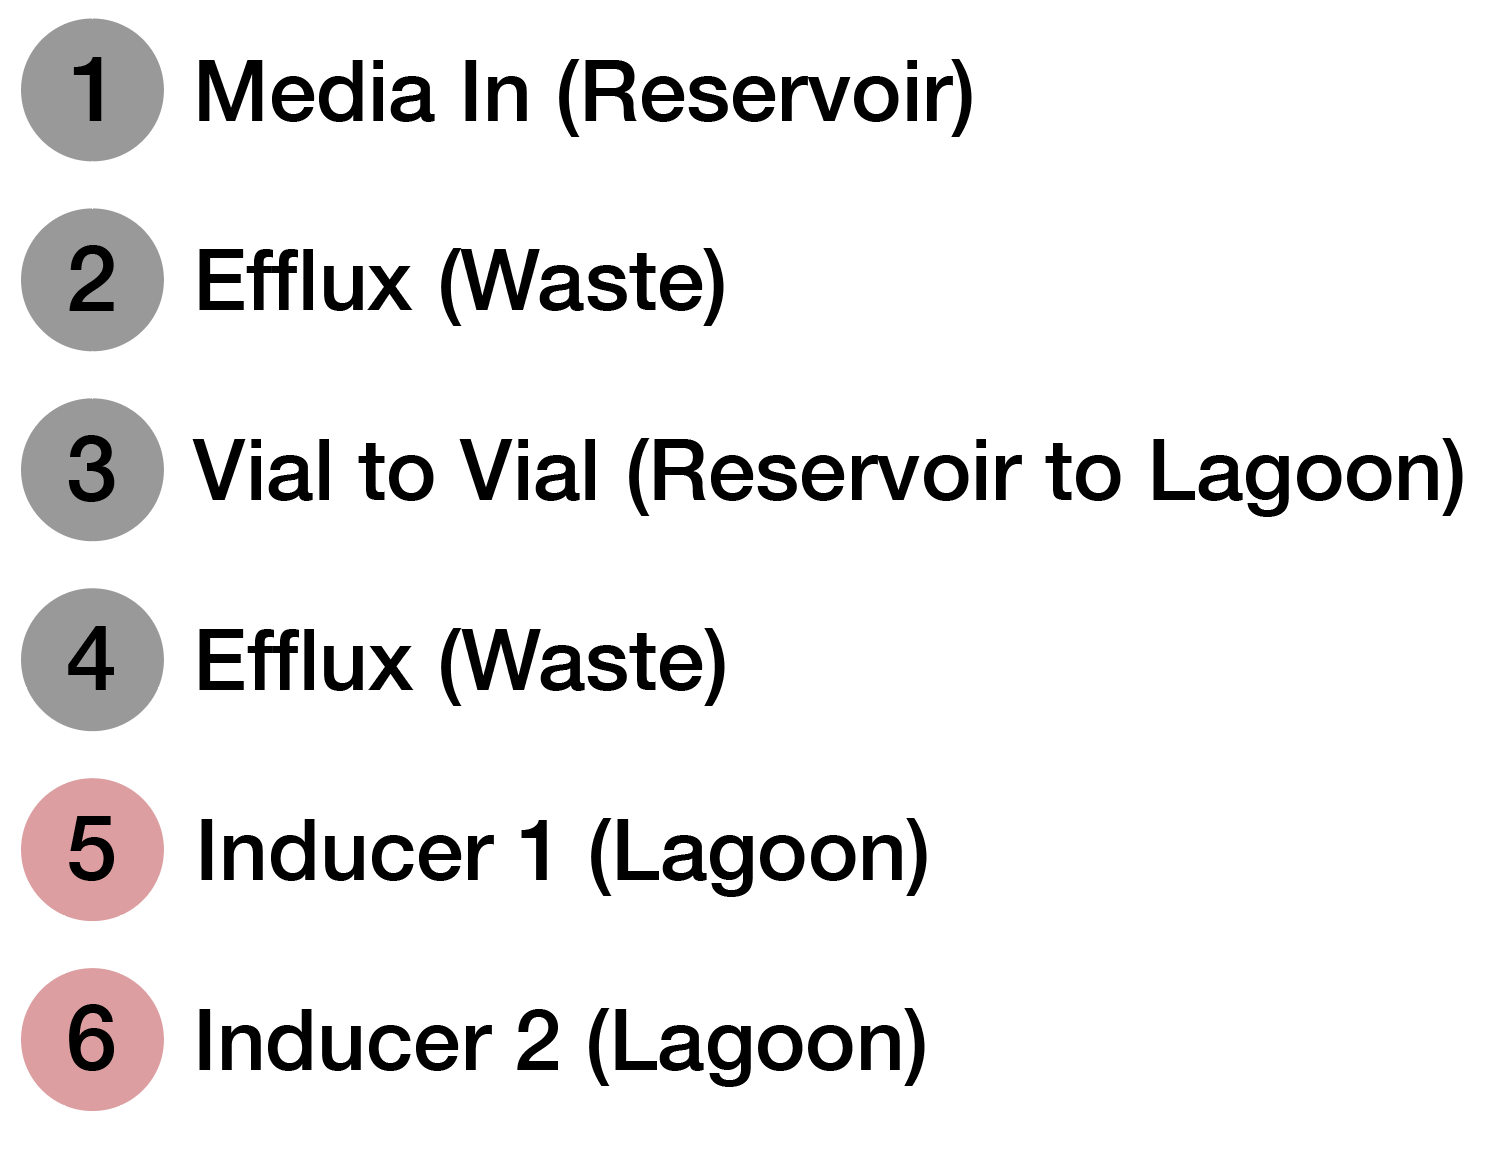 1 Media In (Reservoir)
2 Efflux (Waste)
3 Vial to Vial (Reservoir to Lagoon)
4 Efflux (Waste)
5 Inducer 1 (Lagoon)
6 Inducer 2 (Lagoon)